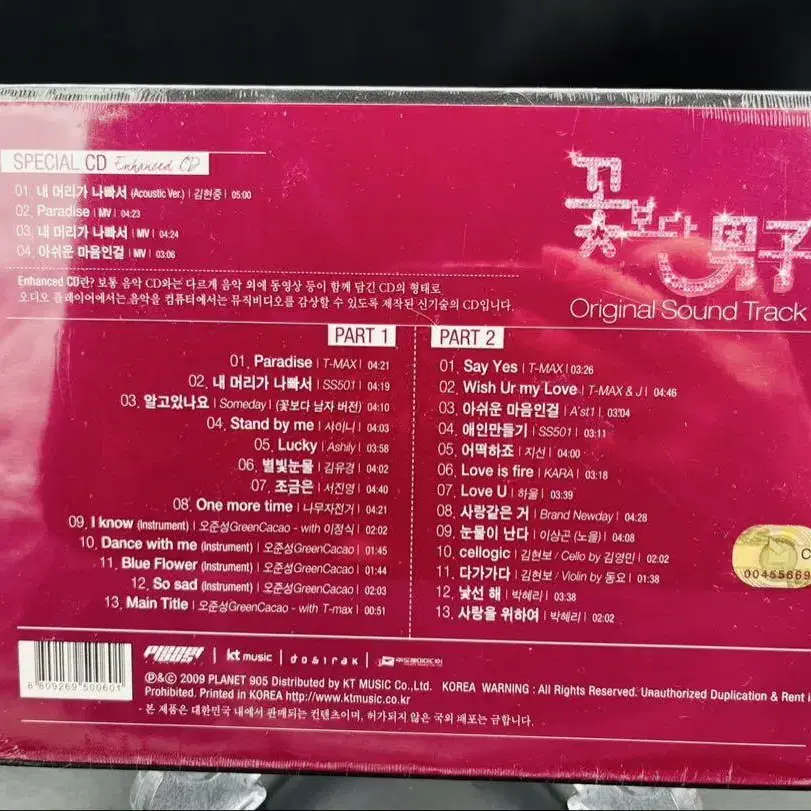 SPECIAL CD Enhanced CD
01. 내 머리가 나빠서 (Acoustic Ver.) | 김현중 | 05:00
02. Paradise | MV | 04:23
03. 내 머리가 나빠서 | MV | 04:24
04. 아쉬운 마음인걸 | MV | 03:06
Enhanced CD란? 보통 음악 CD와는 다르게 음악 외에 동영상 등이 함께 담긴 CD의 형태로
오디오 플레이어에서는 음악을 컴퓨터에서는 뮤직비디오를 감상할 수 있도록 제작된 신기술의 CD입니다.
꽃보다 男子
Original Sound Track
PART 1
01. Paradise | T-MAX | 04:21
02. 내 머리가 나빠서 | SS501 | 04:19
03. 알고있나요 | Someday | (꽃보다 남자 버전) 04:10
04. Stand by me | 샤이니 | 04:03
05. Lucky | Ashily | 03:58
06. 별빛눈물 | 김유경 | 04:02
07. 조금은 | 서진영 | 04:40
08. One more time | 나무자전거 | 04:21
09. I know (instrument) | 오준성GreenCacao - with 이정식 | 02:02
10. Dance with me (instrument) | 오준성GreenCacao | 01:45
11. Blue Flower (instrument) | 오준성GreenCacao | 01:44
12. So sad (instrument) | 오준성GreenCacao | 02:03
13. Main Title | 오준성GreenCacao - with T-max | 00:51
PART 2
01. Say Yes | T-MAX | 03:26
02. Wish Ur my Love | T-MAX & J | 04:46
03. 아쉬운 마음인걸 | A'st1 | 03:04
04. 애인만들기 | SS501 | 03:11
05. 어떡하죠 | 지선 | 04:00
06. Love is fire | KARA | 03:18
07. Love U | 하울 | 03:39
08. 사랑같은 거 | Brand Newday | 04:28
09. 눈물이 난다 | 이상곤 (노을) | 04:08
10. cellogic | 김현보 / Cello by 김영민 | 02:02
11. 다가가다 | 김현보 / Violin by 동요 | 01:38
12. 낯선 해 | 박혜리 | 03:38
13. 사랑을 위하여 | 박혜리 | 02:02
C
00455669
8 809269 500601
kt music | dosirak
℗&© 2009 PLANET 905 Distributed by KT MUSIC Co.,Ltd. KOREA WARNING : All Rights Reserved. Unauthorized Duplication & Rent i
Prohibited. Printed in KOREA http://www.ktmusic.co.kr
- 본 제품은 대한민국 내에서 판매되는 컨텐츠이며, 허가되지 않은 국외 배포는 금합니다.